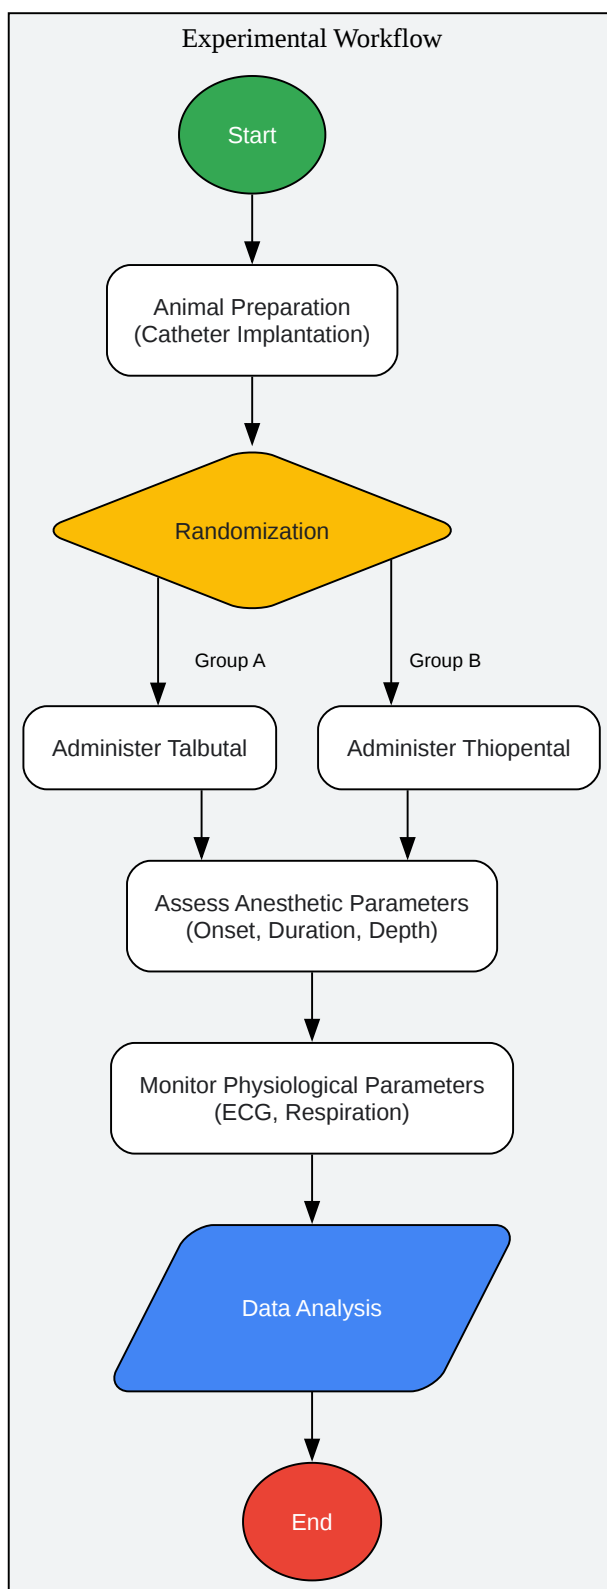 Experimental Workflow
Start
Animal Preparation
(Catheter Implantation)
Randomization
Group A
Group B
Administer Talbutal
Administer Thiopental
Assess Anesthetic Parameters
(Onset, Duration, Depth)
Monitor Physiological Parameters
(ECG, Respiration)
Data Analysis
End